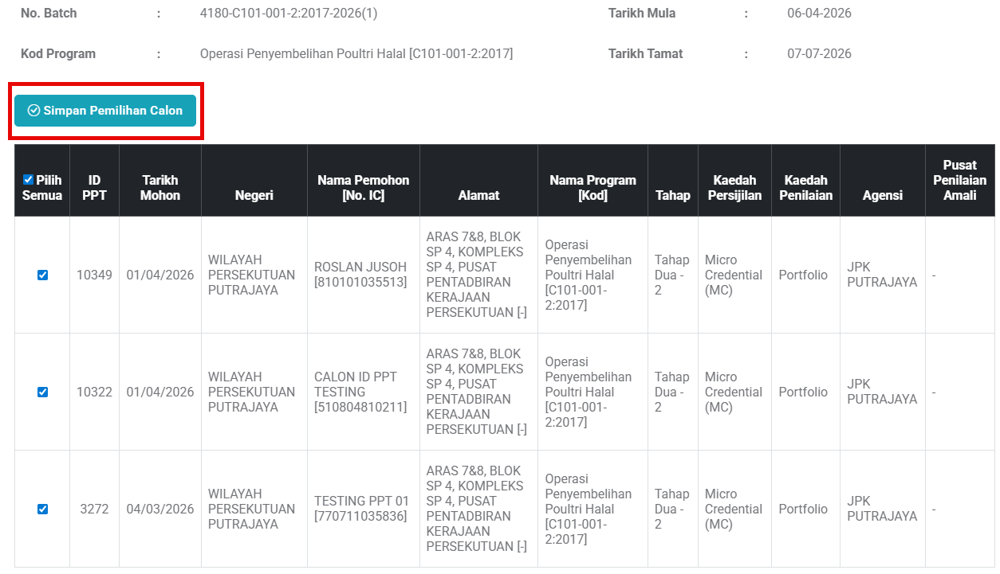 No. Batch : 4180-C101-001-2:2017-2026(1) Tarikh Mula : 06-04-2026
Kod Program : Operasi Penyembelihan Poultri Halal [C101-001-2:2017] Tarikh Tamat : 07-07-2026
Simpan Pemilihan Calon
Pilih
Semua
ID
PPT
Tarikh
Mohon
Negeri
Nama Pemohon
[No. IC]
Alamat
Nama Program
[Kod]
Tahap
Kaedah
Persijilan
Kaedah
Penilaian
Agensi
Pusat
Penilaian
Amali
10349
01/04/2026
WILAYAH
PERSEKUTUAN
PUTRAJAYA
ROSLAN JUSOH
[810101035513]
ARAS 7&8, BLOK
SP 4, KOMPLEKS
SP 4, PUSAT
PENTADBIRAN
KERAJAAN
PERSEKUTUAN [-]
Operasi
Penyembelihan
Poultri Halal
[C101-001-
2:2017]
Tahap
Dua -
2
Micro
Credential
(MC)
Portfolio
JPK
PUTRAJAYA
-
10322
01/04/2026
WILAYAH
PERSEKUTUAN
PUTRAJAYA
CALON ID PPT
TESTING
[510804810211]
ARAS 7&8, BLOK
SP 4, KOMPLEKS
SP 4, PUSAT
PENTADBIRAN
KERAJAAN
PERSEKUTUAN [-]
Operasi
Penyembelihan
Poultri Halal
[C101-001-
2:2017]
Tahap
Dua -
2
Micro
Credential
(MC)
Portfolio
JPK
PUTRAJAYA
-
3272
04/03/2026
WILAYAH
PERSEKUTUAN
PUTRAJAYA
TESTING PPT 01
[770711035836]
ARAS 7&8, BLOK
SP 4, KOMPLEKS
SP 4, PUSAT
PENTADBIRAN
KERAJAAN
PERSEKUTUAN [-]
Operasi
Penyembelihan
Poultri Halal
[C101-001-
2:2017]
Tahap
Dua -
2
Micro
Credential
(MC)
Portfolio
JPK
PUTRAJAYA
-